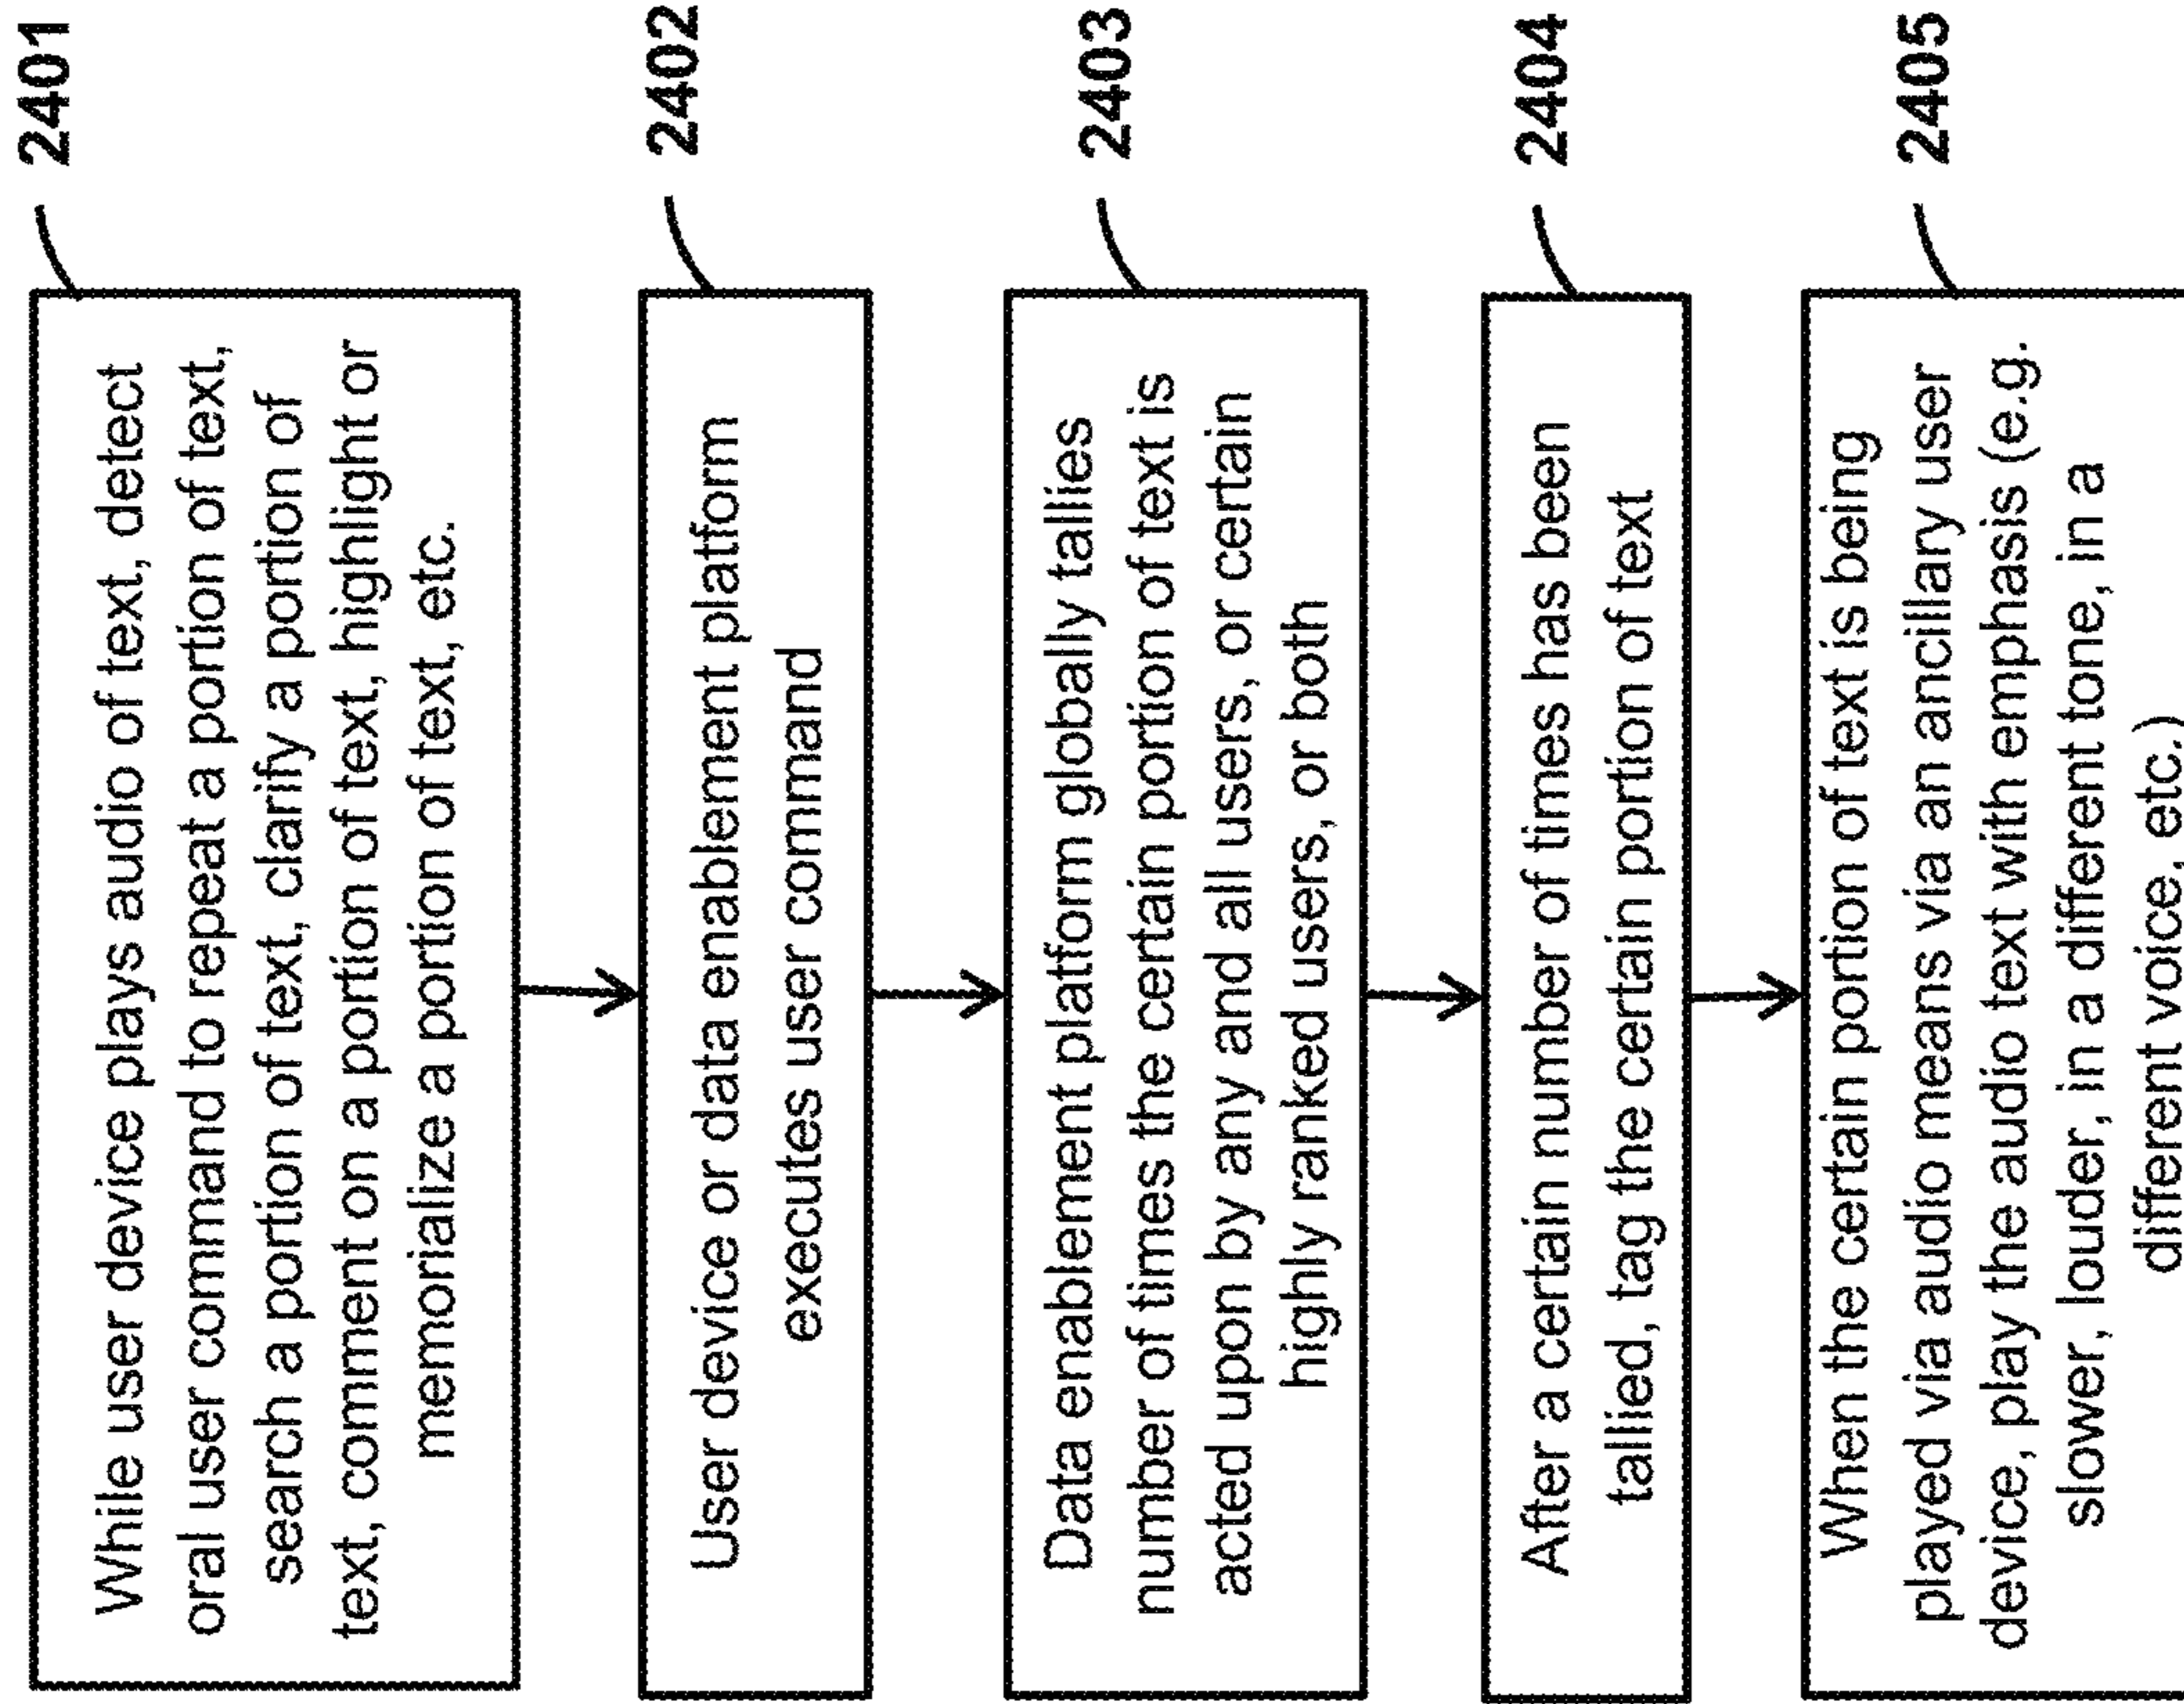 2401
While user device plays audio of text, detect
oral user command to repeat a portion of text,
search a portion of text, clarify a portion of
text, comment on a portion of text, highlight or
memorialize a portion of text, etc.
2402
User device or data enablement platform
executes user command
2403
Data enablement platform globally tallies
number of times the certain portion of text is
acted upon by any and all users, or certain
highly ranked users, or both
2404
After a certain number of times has been
tallied, tag the certain portion of text
2405
When the certain portion of text is being
played via audio means via an ancillary user
device, play the audio text with emphasis (e.g.
slower, louder, in a different tone, in a
different voice, etc.)